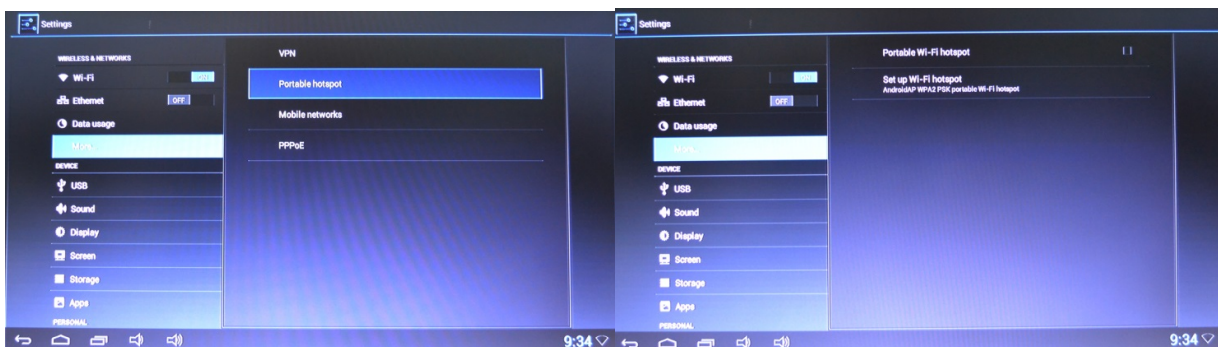 Settings
WIRELESS & NETWORKS
Wi-Fi
ON
Ethernet
OFF
Data usage
More...
DEVICE
USB
Sound
Display
Screen
Storage
Apps
PERSONAL
VPN
Portable hotspot
Mobile networks
PPPoE
9:34
Settings
WIRELESS & NETWORKS
Wi-Fi
Ethernet
OFF
Data usage
More...
DEVICE
USB
Sound
Display
Screen
Storage
Apps
PERSONAL
Portable Wi-Fi hotspot
Set up Wi-Fi hotspot
AndroidAP WPA2 PSK portable Wi-Fi hotspot
9:34